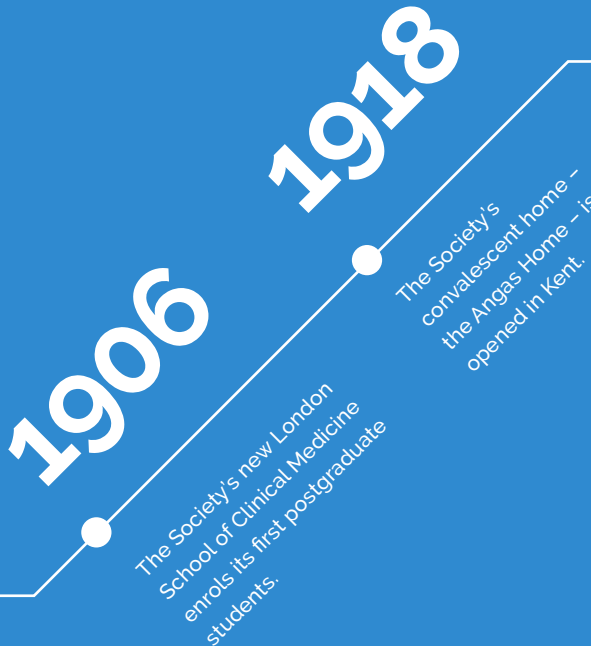 1906
The Society's new London
School of Clinical Medicine
enrols its first postgraduate
students.
1918
The Society's
convalescent home –
the Angas Home – is
opened in Kent.